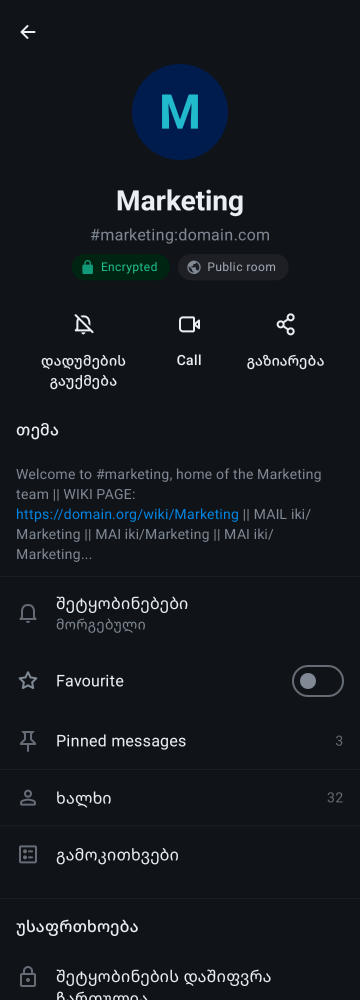 M
Marketing
#marketing:domain.com
Encrypted
Public room
დადუმების
გაუქმება
Call
გაზიარება
თემა
Welcome to #marketing, home of the Marketing
team || WIKI PAGE:
https://domain.org/wiki/Marketing || MAIL iki/
Marketing || MAI iki/Marketing || MAI iki/
Marketing...
შეტყობინებები
მორგებული
Favourite
Pinned messages 3
ხალხი 32
გამოკითხვები
უსაფრთხოება
შეტყობინების დაშიფვრა
ჩართულია